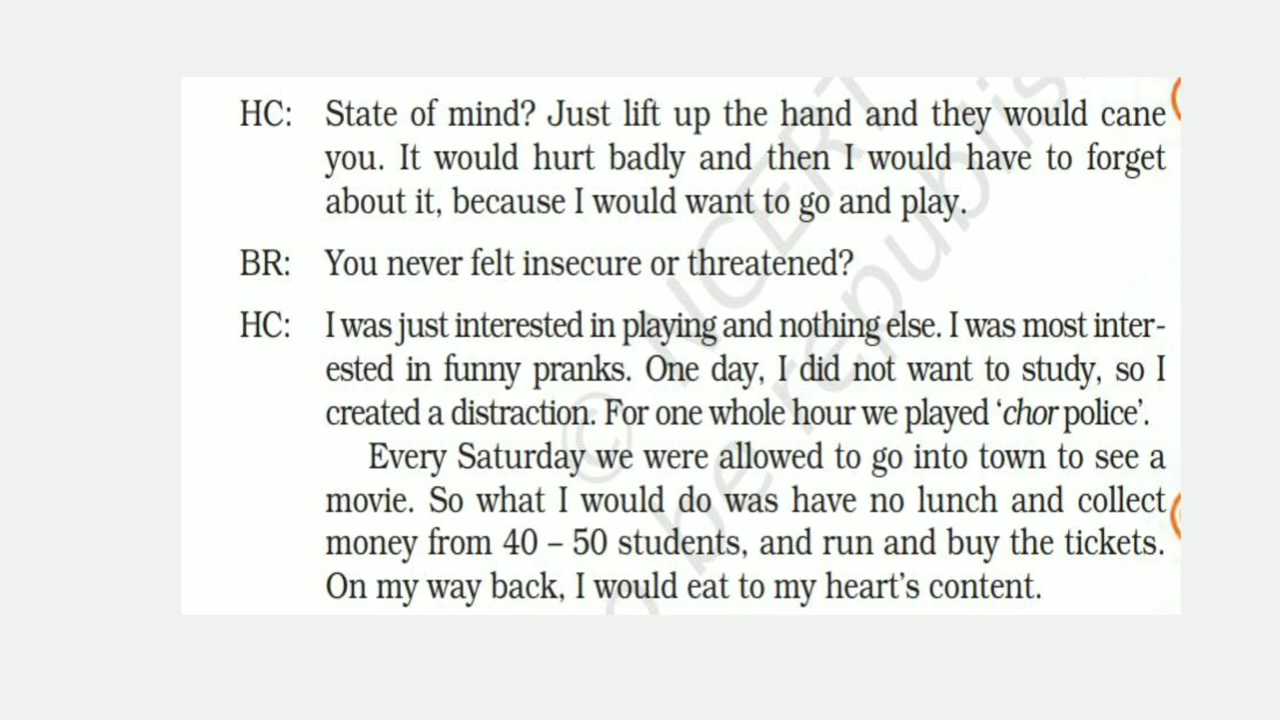 HC: State of mind? Just lift up the hand and they would cane
you. It would hurt badly and then I would have to forget
about it, because I would want to go and play.
BR: You never felt insecure or threatened?
HC: I was just interested in playing and nothing else. I was most inter-
ested in funny pranks. One day, I did not want to study, so I
created a distraction. For one whole hour we played ‘chor police’.
Every Saturday we were allowed to go into town to see a
movie. So what I would do was have no lunch and collect
money from 40 – 50 students, and run and buy the tickets.
On my way back, I would eat to my heart’s content.
© NCERT
be republis